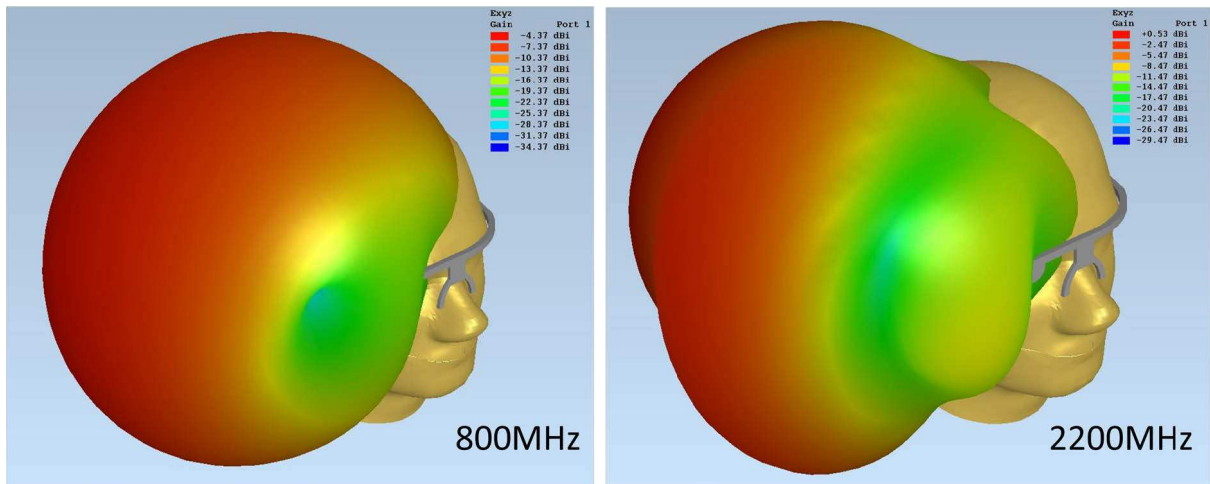 Exyz
Gain Port 1
-4.37 dBi
-7.37 dBi
-10.37 dBi
-13.37 dBi
-16.37 dBi
-19.37 dBi
-22.37 dBi
-25.37 dBi
-28.37 dBi
-31.37 dBi
-34.37 dBi
800MHz
Exyz
Gain Port 1
+0.53 dBi
-2.47 dBi
-5.47 dBi
-8.47 dBi
-11.47 dBi
-14.47 dBi
-17.47 dBi
-20.47 dBi
-23.47 dBi
-26.47 dBi
-29.47 dBi
2200MHz